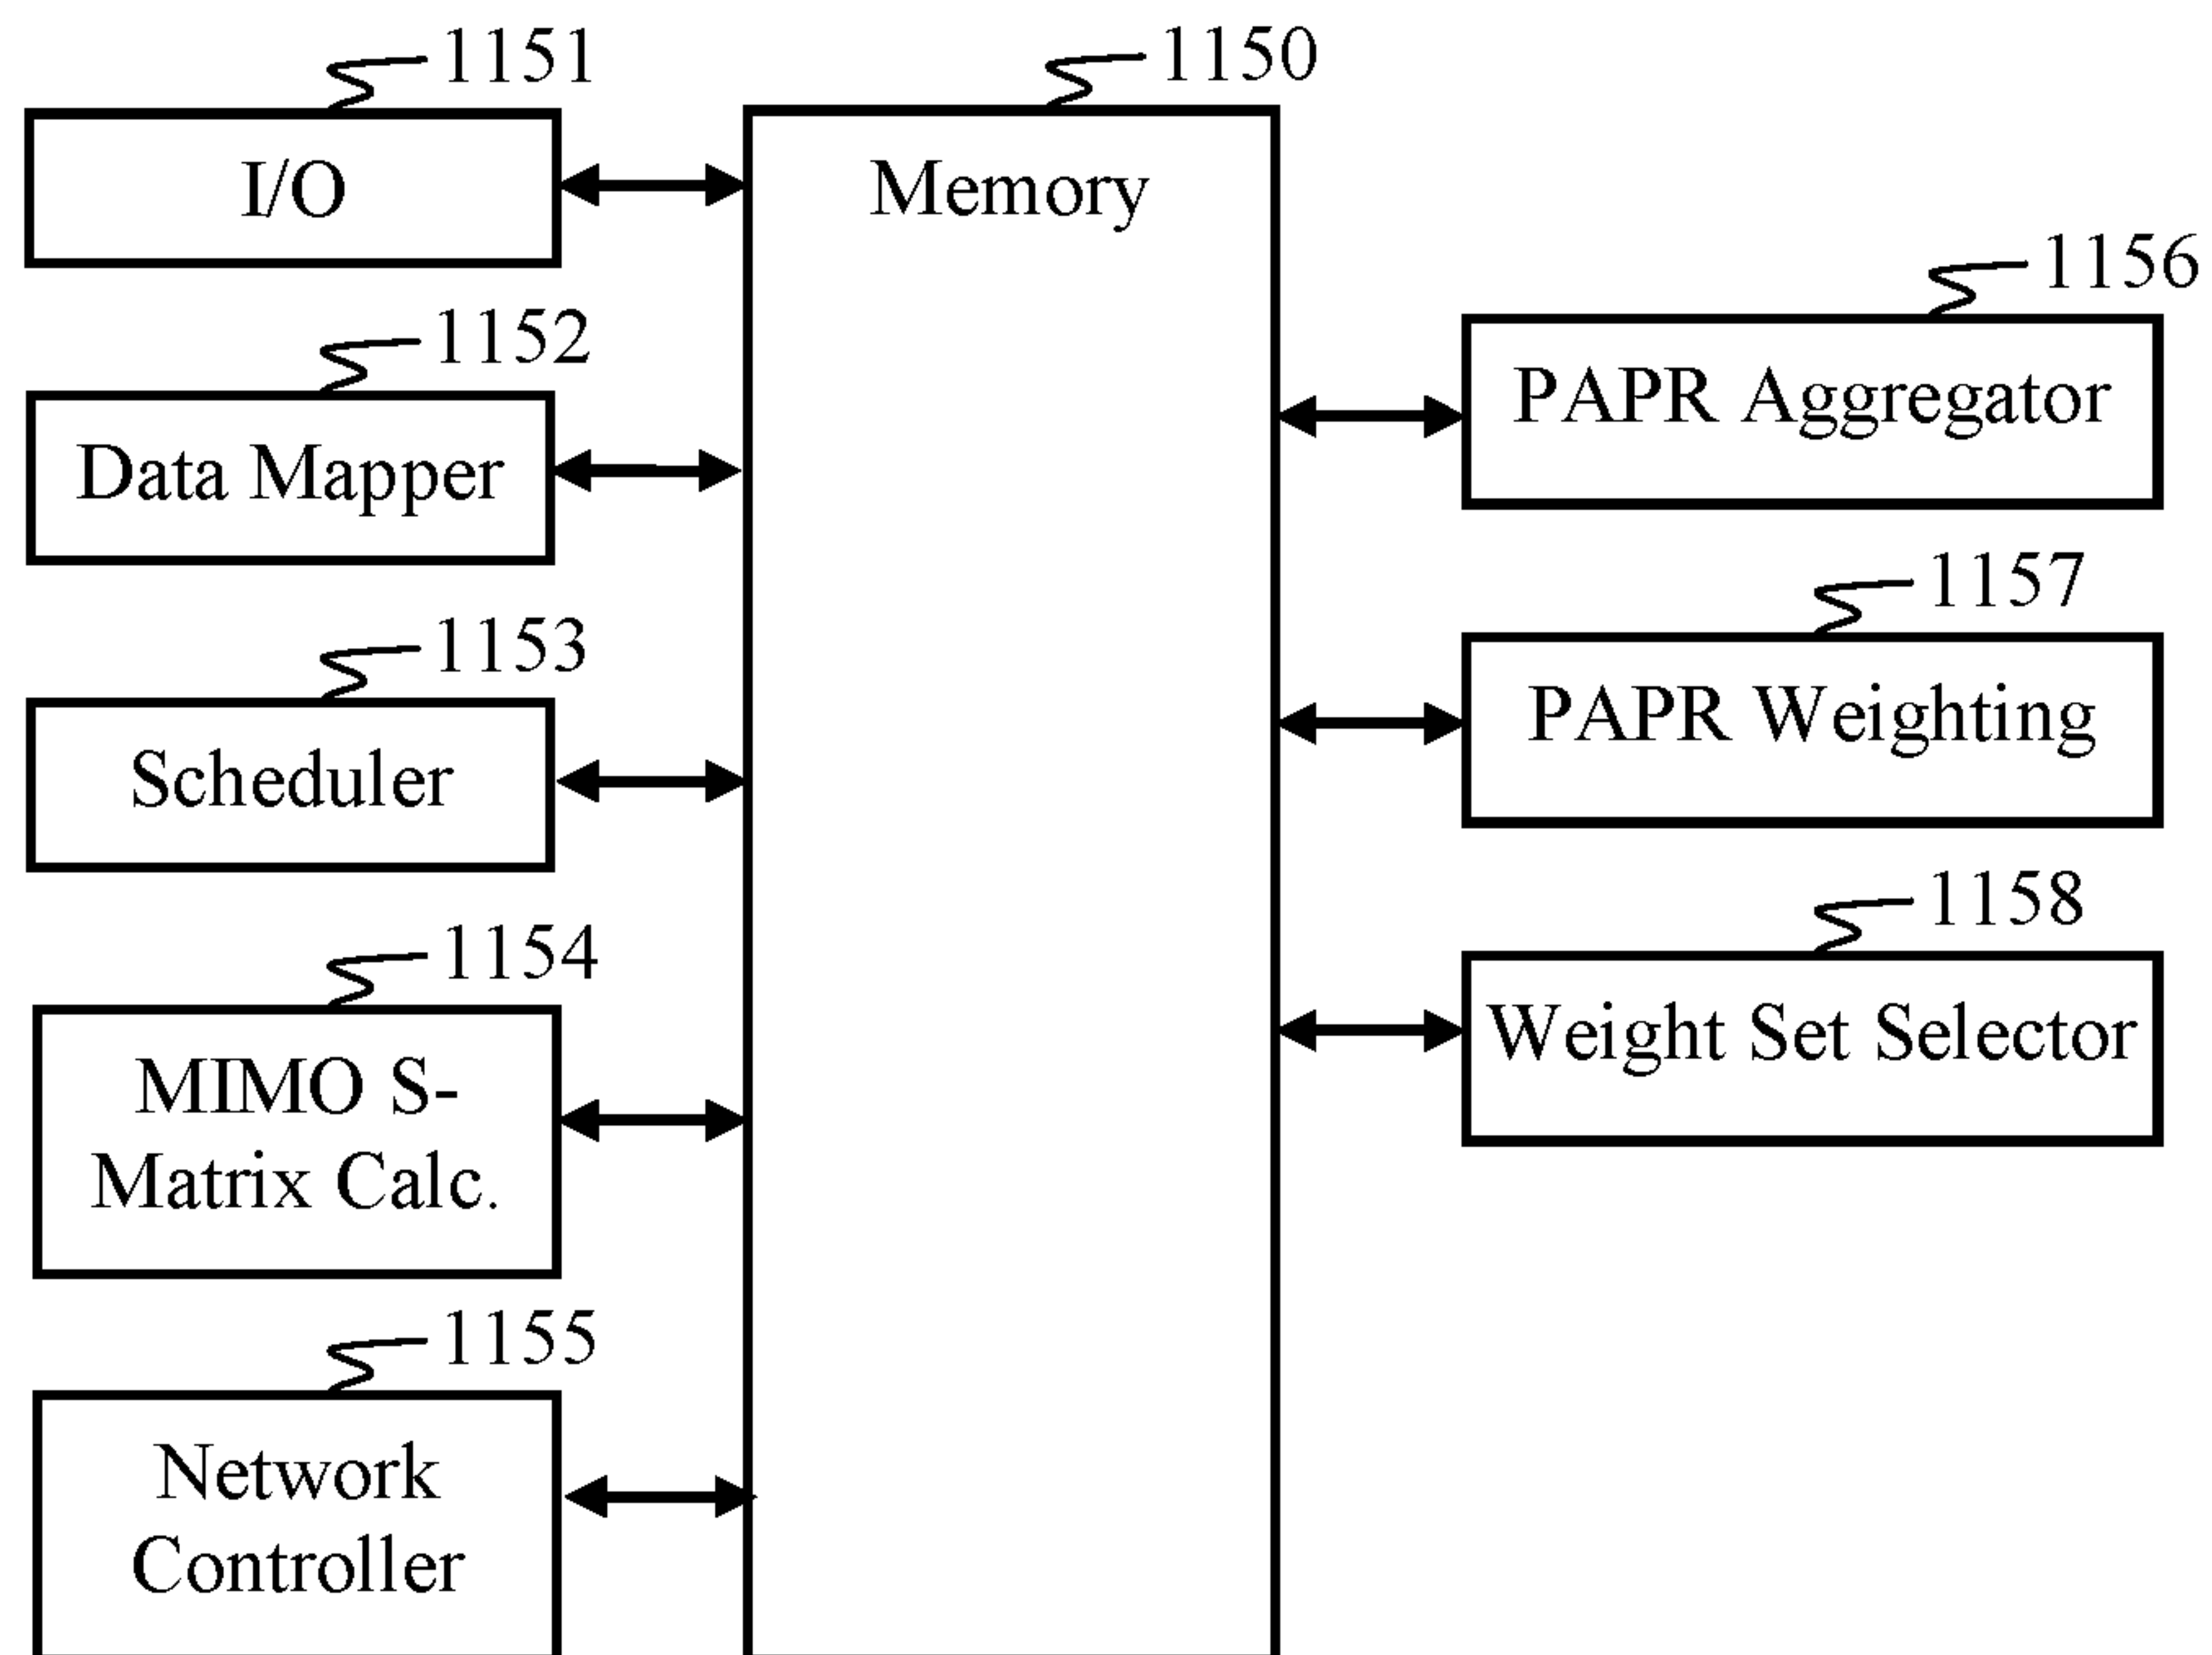 1151
I/O
1152
Data Mapper
1153
Scheduler
1154
MIMO S-
Matrix Calc.
1155
Network
Controller
1150
Memory
1156
PAPR Aggregator
1157
PAPR Weighting
1158
Weight Set Selector